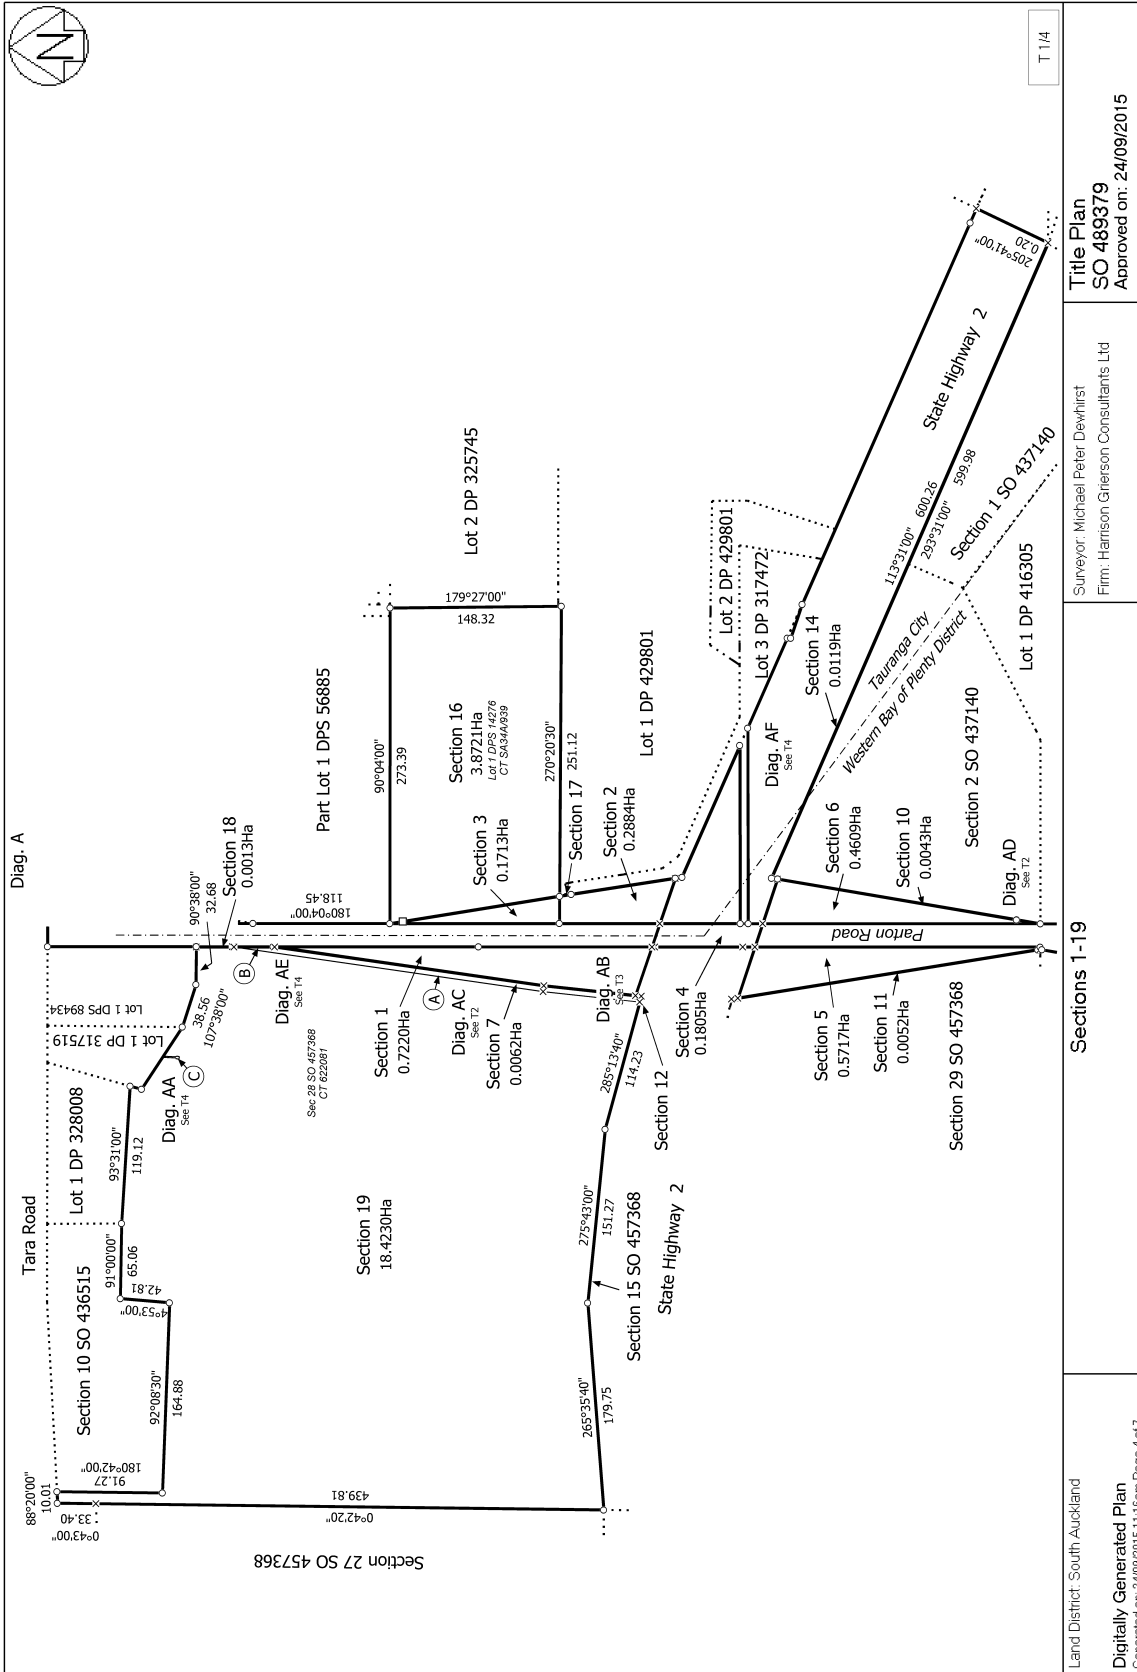 Diag. A
N
T 1/4
Tara Road
88°20'00"
10.01
0°43'00"
33.40
180°42'00"
91.27
Section 10 SO 436515
92°08'30"
164.88
4°53'00"
42.81
91°00'00"
65.06
Lot 1 DP 328008
93°31'00"
119.12
Lot 1 DP 317519
Lot 1 DPS 89434
Diag. AA
See T4
C
38.56
107°38'00"
90°38'00"
32.68
Section 18
0.0013Ha
B
Diag. AE
See T4
180°04'00"
118.45
Part Lot 1 DPS 56885
90°04'00"
273.39
Section 16
3.8721Ha
Lot 1 DPS 14276
CT SA34A/939
179°27'00"
148.32
Lot 2 DP 325745
270°20'30"
251.12
Section 3
0.1713Ha
Section 17
Section 2
0.2884Ha
Lot 1 DP 429801
Lot 2 DP 429801
Lot 3 DP 317472
Sec 28 SO 457368
CT 622081
Section 1
0.7220Ha
A
Diag. AC
See T2
Section 7
0.0062Ha
Diag. AB
See T3
Section 19
18.4230Ha
0°42'20"
439.81
Section 27 SO 457368
265°35'40"
179.75
275°43'00"
151.27
285°13'40"
114.23
Section 15 SO 457368
State Highway 2
Section 12
Section 4
0.1805Ha
Diag. AF
See T4
Section 14
0.0119Ha
State Highway 2
113°31'00" 600.26
293°31'00" 599.98
205°41'00"
0.20
Tauranga City
Western Bay of Plenty District
Section 1 SO 437140
Lot 1 DP 416305
Section 2 SO 437140
Section 6
0.4609Ha
Section 10
0.0043Ha
Diag. AD
See T2
Parton Road
Section 5
0.5717Ha
Section 11
0.0052Ha
Section 29 SO 457368
Land District: South Auckland
Digitally Generated Plan
Generated on: 24/09/2015 11:16am Page 4 of 7
Sections 1-19
Surveyor: Michael Peter Dewhirst
Firm: Harrison Grierson Consultants Ltd
Title Plan
SO 489379
Approved on: 24/09/2015